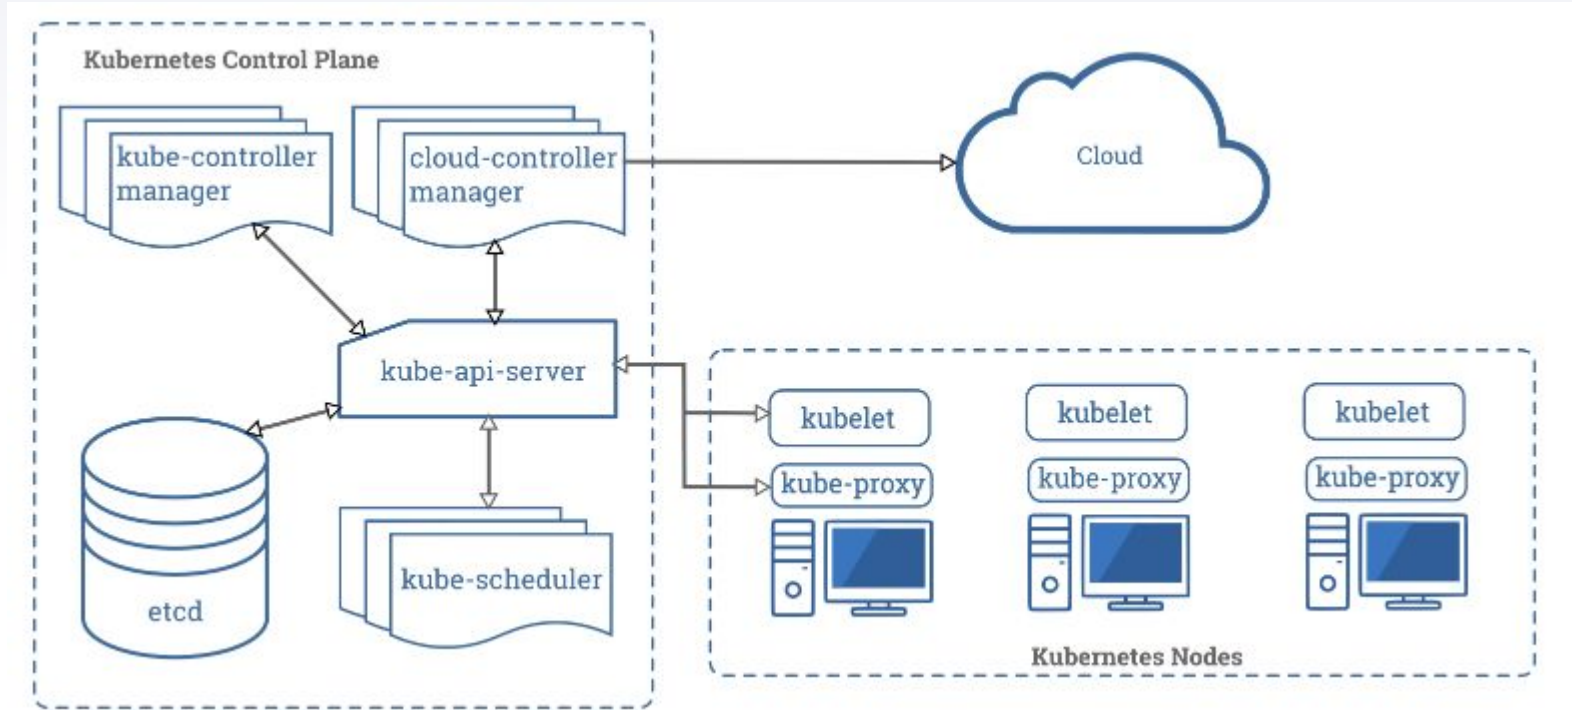 Kubernetes Control Plane
kube-controller
manager
cloud-controller
manager
Cloud
kube-api-server
etcd
kube-scheduler
kubelet
kube-proxy
kubelet
kube-proxy
kubelet
kube-proxy
Kubernetes Nodes